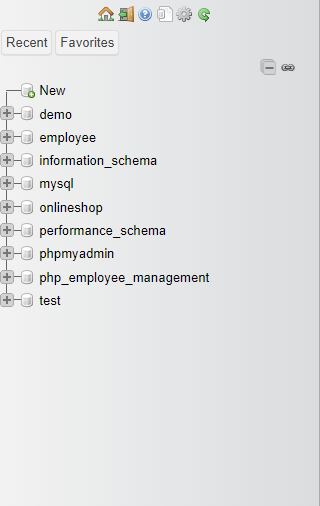 Recent Favorites
New
demo
employee
information_schema
mysql
onlineshop
performance_schema
phpmyadmin
php_employee_management
test